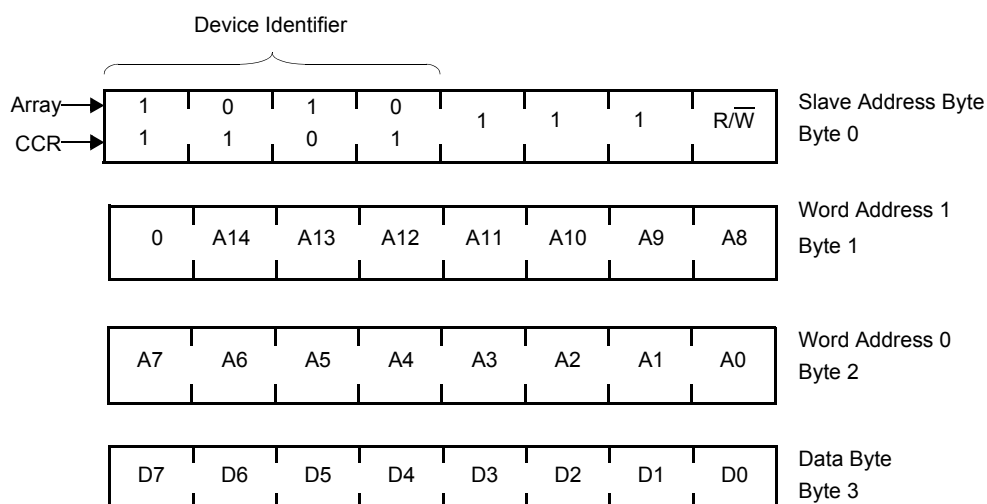 Device Identifier
Array 1 0 1 0 1 1 1 R/W̅ Slave Address Byte
CCR 1 1 0 1 Byte 0
0 A14 A13 A12 A11 A10 A9 A8 Word Address 1
Byte 1
A7 A6 A5 A4 A3 A2 A1 A0 Word Address 0
Byte 2
D7 D6 D5 D4 D3 D2 D1 D0 Data Byte
Byte 3